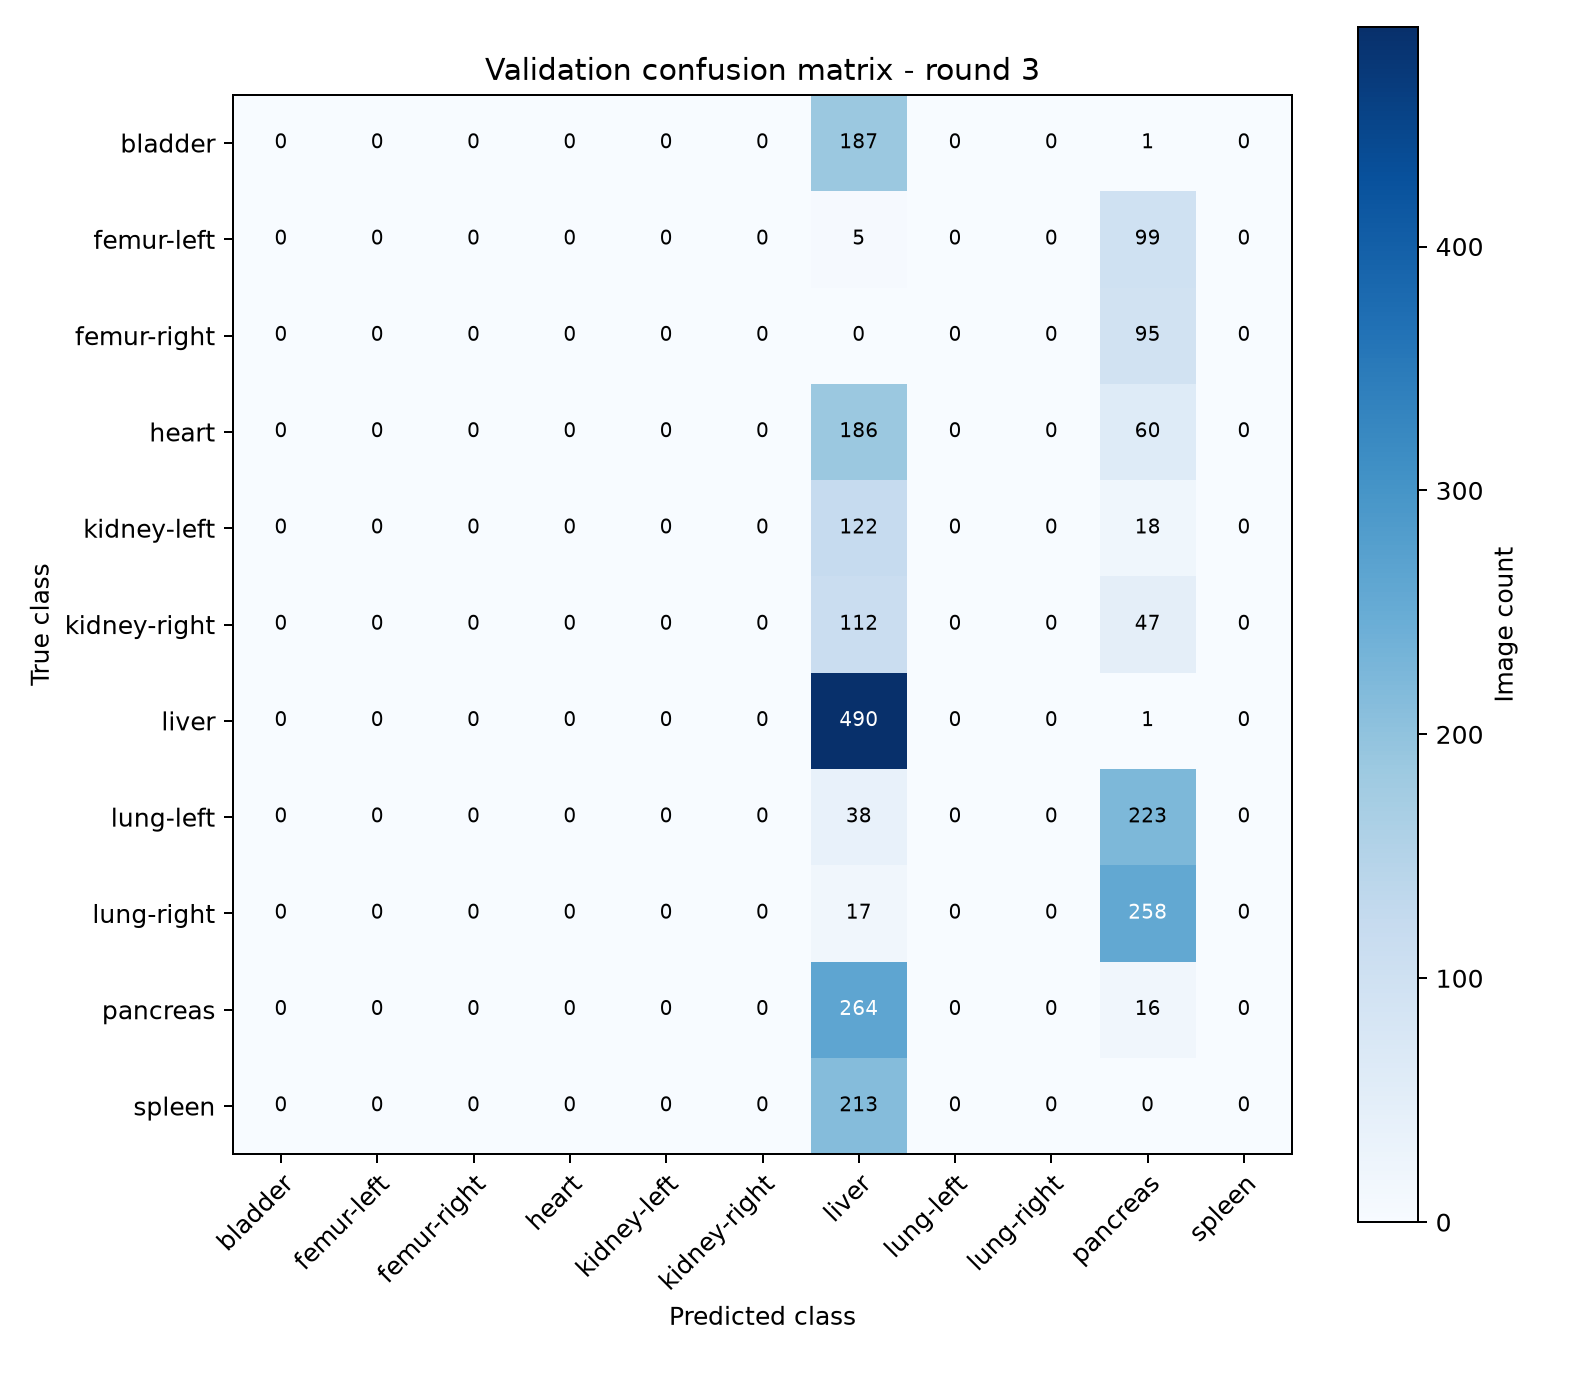 Validation confusion matrix - round 3
bladder 0 0 0 0 0 0 187 0 0 1 0
femur-left 0 0 0 0 0 0 5 0 0 99 0
femur-right 0 0 0 0 0 0 0 0 0 95 0
heart 0 0 0 0 0 0 186 0 0 60 0
kidney-left 0 0 0 0 0 0 122 0 0 18 0
kidney-right 0 0 0 0 0 0 112 0 0 47 0
liver 0 0 0 0 0 0 490 0 0 1 0
lung-left 0 0 0 0 0 0 38 0 0 223 0
lung-right 0 0 0 0 0 0 17 0 0 258 0
pancreas 0 0 0 0 0 0 264 0 0 16 0
spleen 0 0 0 0 0 0 213 0 0 0 0
True class
bladder femur-left femur-right heart kidney-left kidney-right liver lung-left lung-right pancreas spleen
Predicted class
400
300
200
100
0
Image count